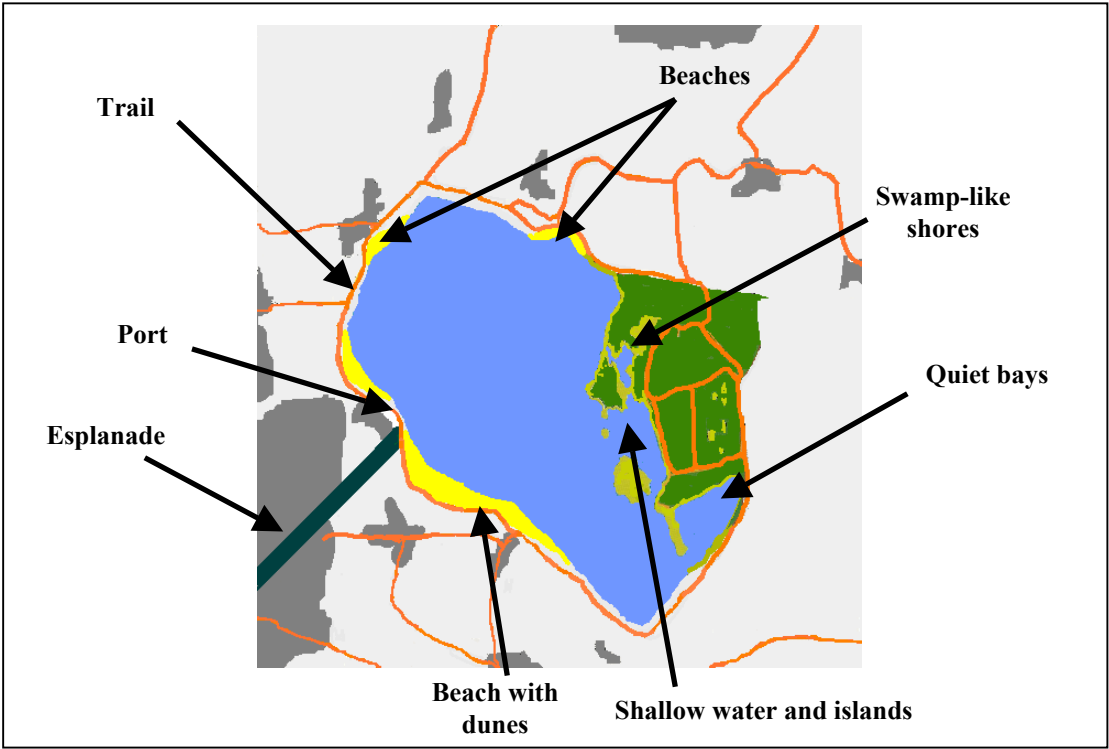 Beaches
Trail
Swamp-like
shores
Port
Quiet bays
Esplanade
Beach with
dunes
Shallow water and islands